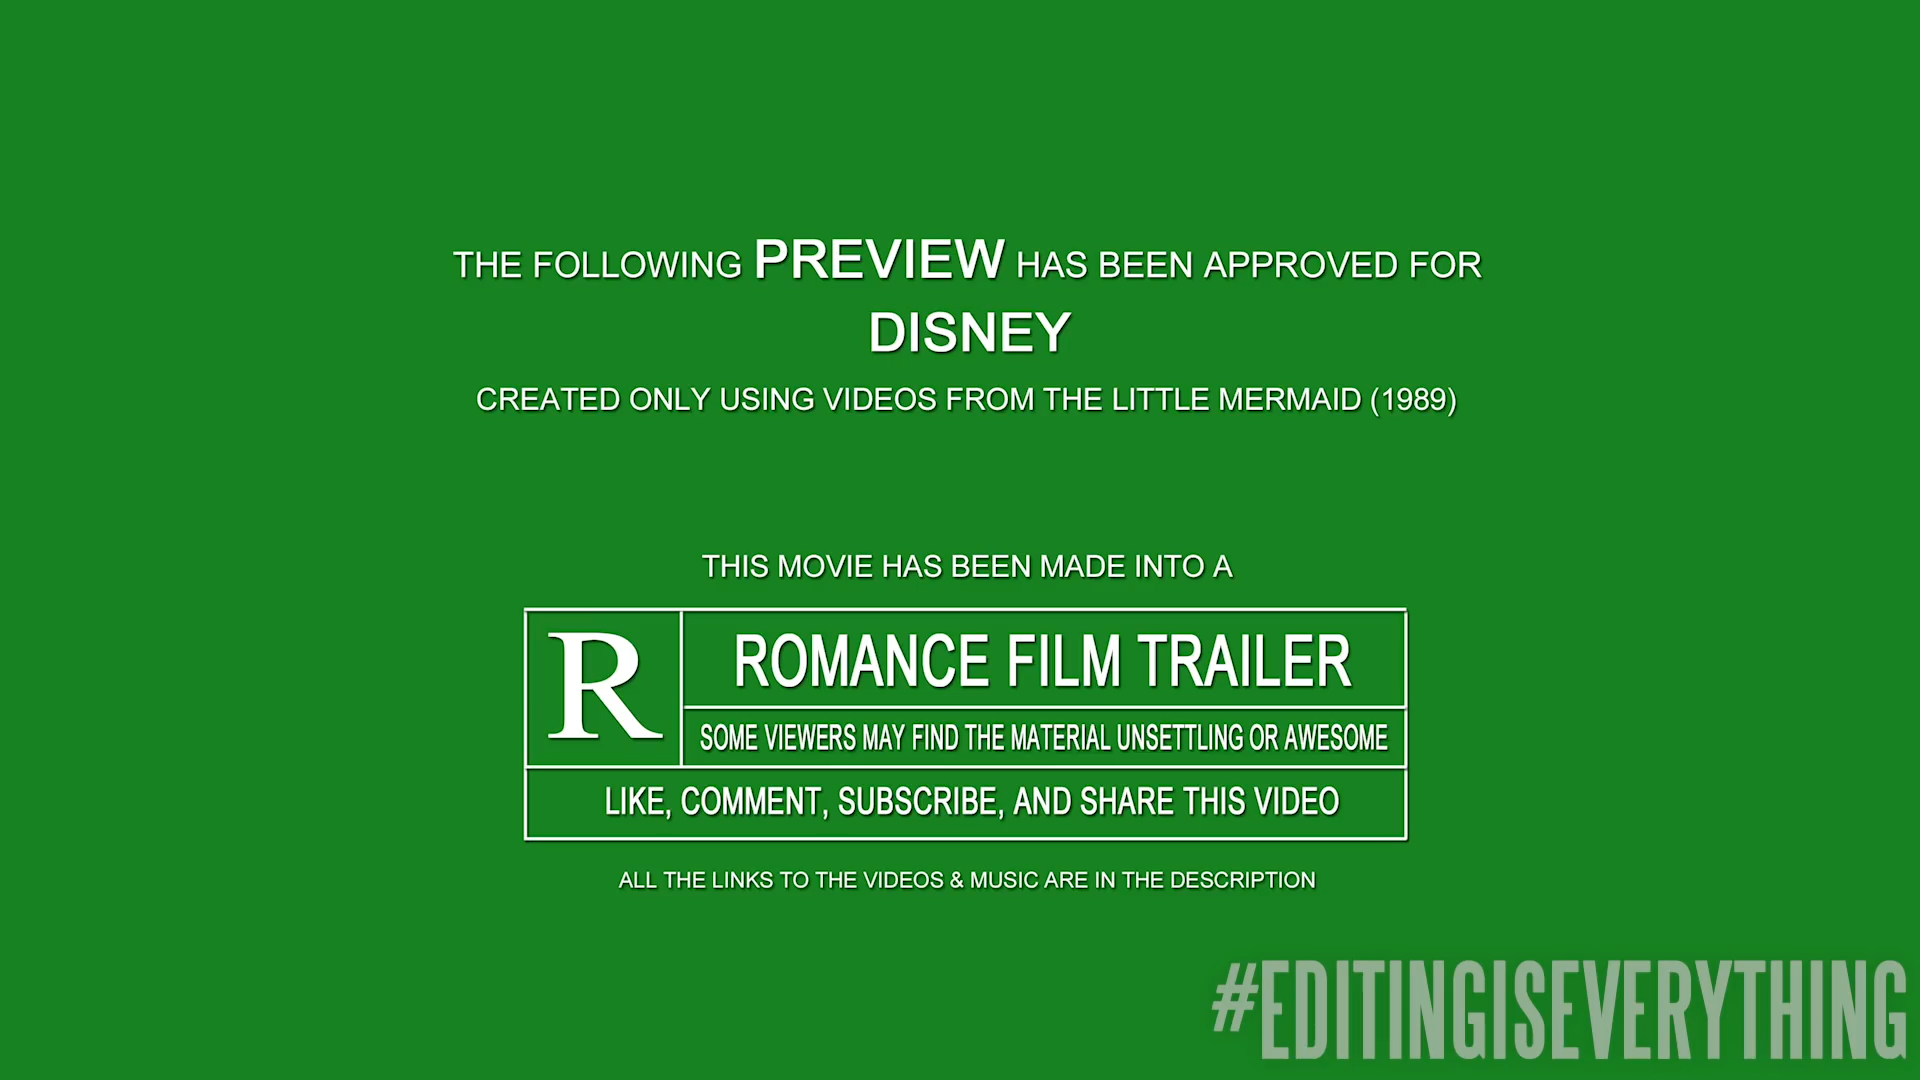 THE FOLLOWING PREVIEW HAS BEEN APPROVED FOR
DISNEY
CREATED ONLY USING VIDEOS FROM THE LITTLE MERMAID (1989)
THIS MOVIE HAS BEEN MADE INTO A
R
ROMANCE FILM TRAILER
SOME VIEWERS MAY FIND THE MATERIAL UNSETTLING OR AWESOME
LIKE, COMMENT, SUBSCRIBE, AND SHARE THIS VIDEO
ALL THE LINKS TO THE VIDEOS & MUSIC ARE IN THE DESCRIPTION
#EDITINGISEVERYTHING